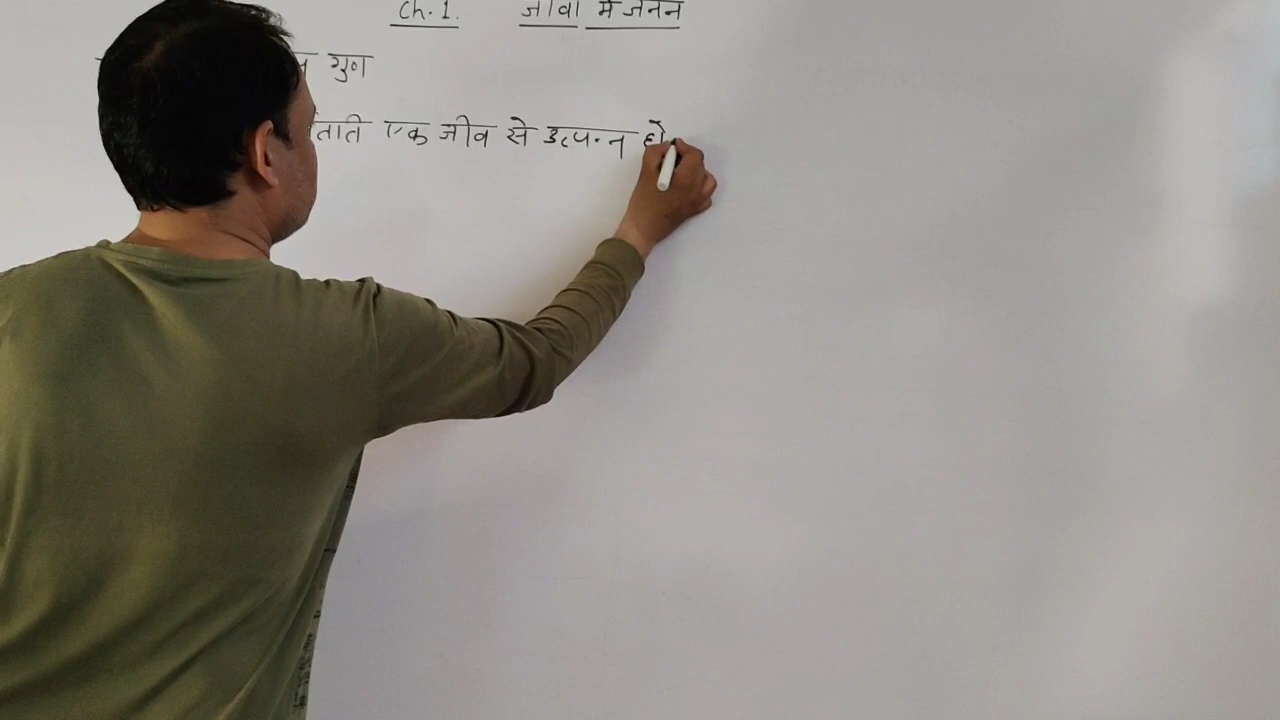 Ch. 1. जीवों में जनन
गुण
एक जीव से उत्पन्न हो